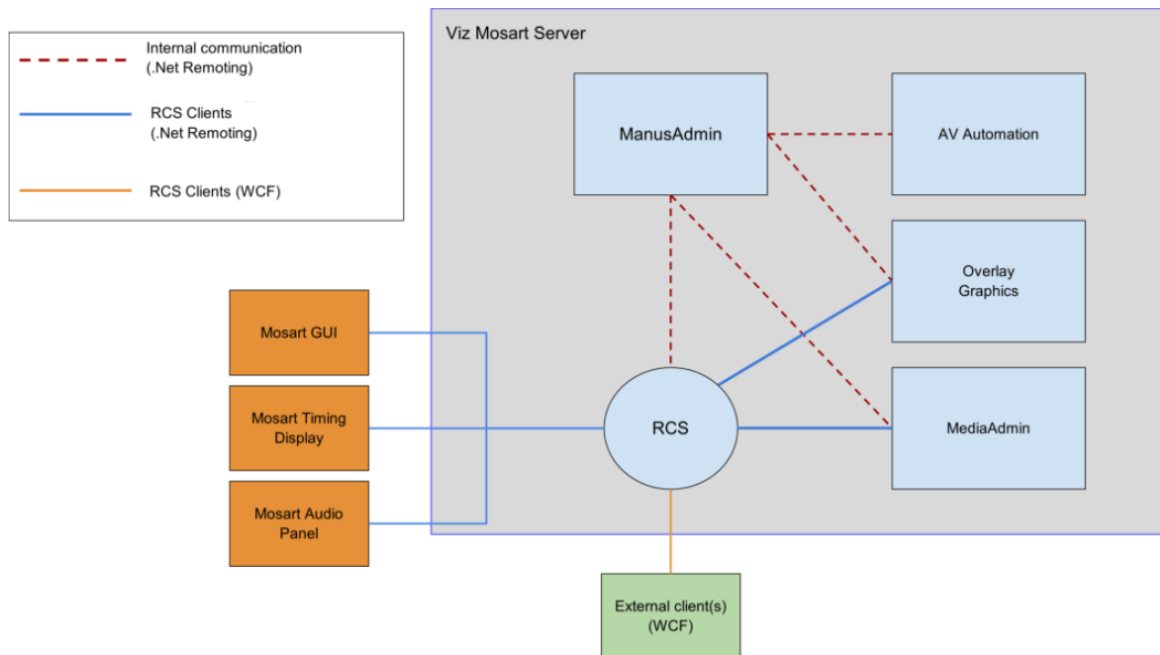 Viz Mosart Server
Internal communication
(.Net Remoting)
RCS Clients
(.Net Remoting)
RCS Clients (WCF)
ManusAdmin
AV Automation
Overlay
Graphics
Mosart GUI
Mosart Timing
Display
RCS
MediaAdmin
Mosart Audio
Panel
External client(s)
(WCF)